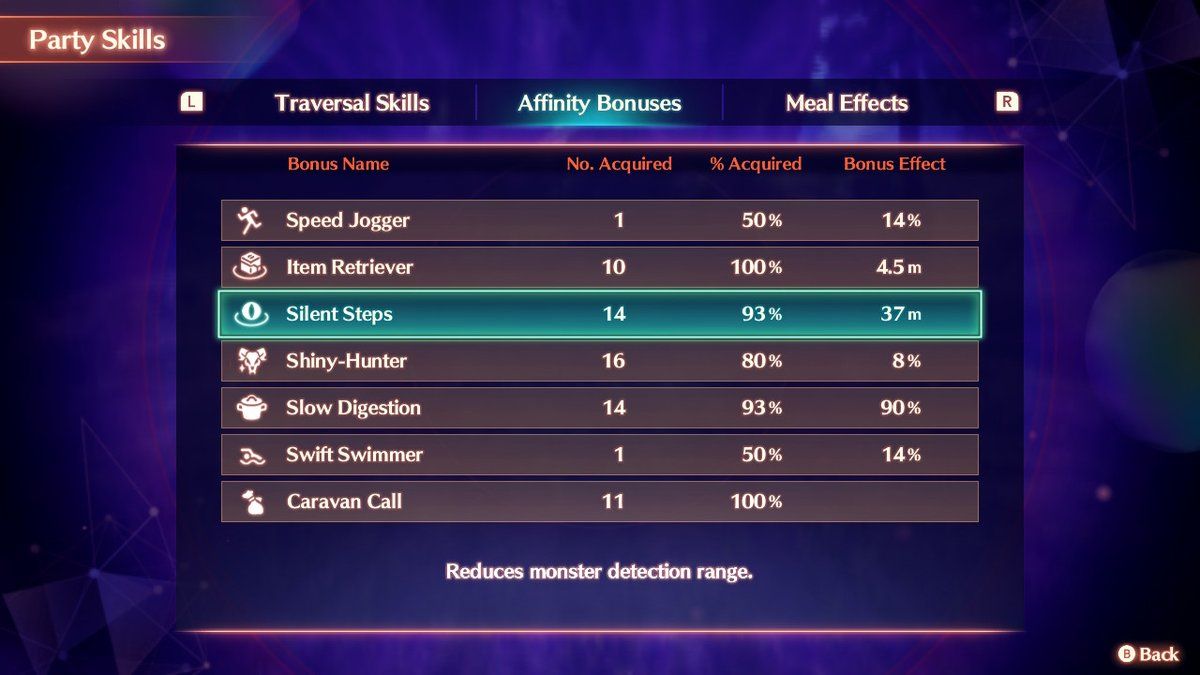 Party Skills
L Traversal Skills Affinity Bonuses Meal Effects R
Bonus Name No. Acquired % Acquired Bonus Effect
Speed Jogger 1 50% 14%
Item Retriever 10 100% 4.5 m
Silent Steps 14 93% 37 m
Shiny-Hunter 16 80% 8%
Slow Digestion 14 93% 90%
Swift Swimmer 1 50% 14%
Caravan Call 11 100%
Reduces monster detection range.
B Back